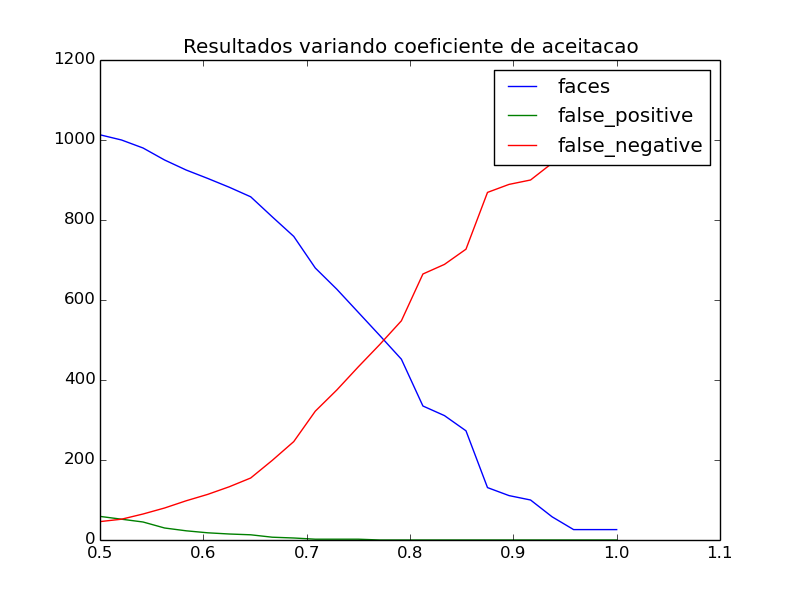 Resultados variando coeficiente de aceitacao
1200
1000
800
600
400
200
0
0.5 0.6 0.7 0.8 0.9 1.0 1.1
faces
false_positive
false_negative